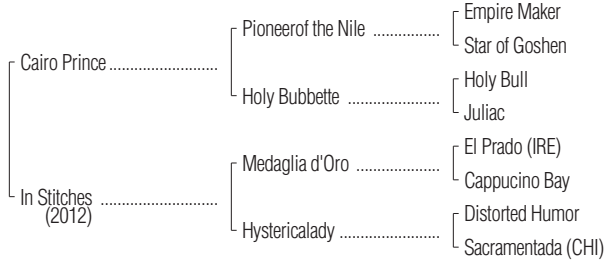 Empire Maker
Pioneerof the Nile ..................
Star of Goshen
Cairo Prince ...........................
Holy Bull
Holy Bubbette .........................
Juliac
El Prado (IRE)
Medaglia d'Oro .......................
Cappucino Bay
In Stitches .............................
(2012)
Distorted Humor
Hystericalady ...........................
Sacramentada (CHI)